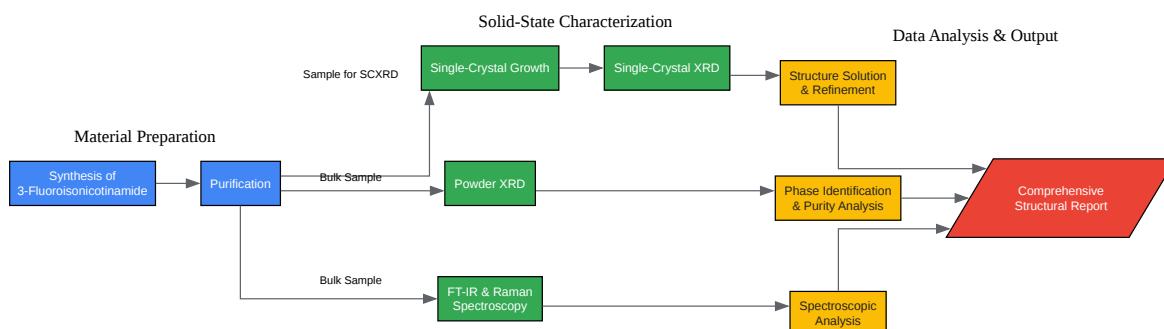 Solid-State Characterization
Data Analysis & Output
Sample for SCXRD
Single-Crystal Growth
Single-Crystal XRD
Structure Solution
& Refinement
Material Preparation
Synthesis of
3-Fluoroisonicotinamide
Purification
Bulk Sample
Powder XRD
Phase Identification
& Purity Analysis
Comprehensive
Structural Report
Bulk Sample
FT-IR & Raman
Spectroscopy
Spectroscopic
Analysis